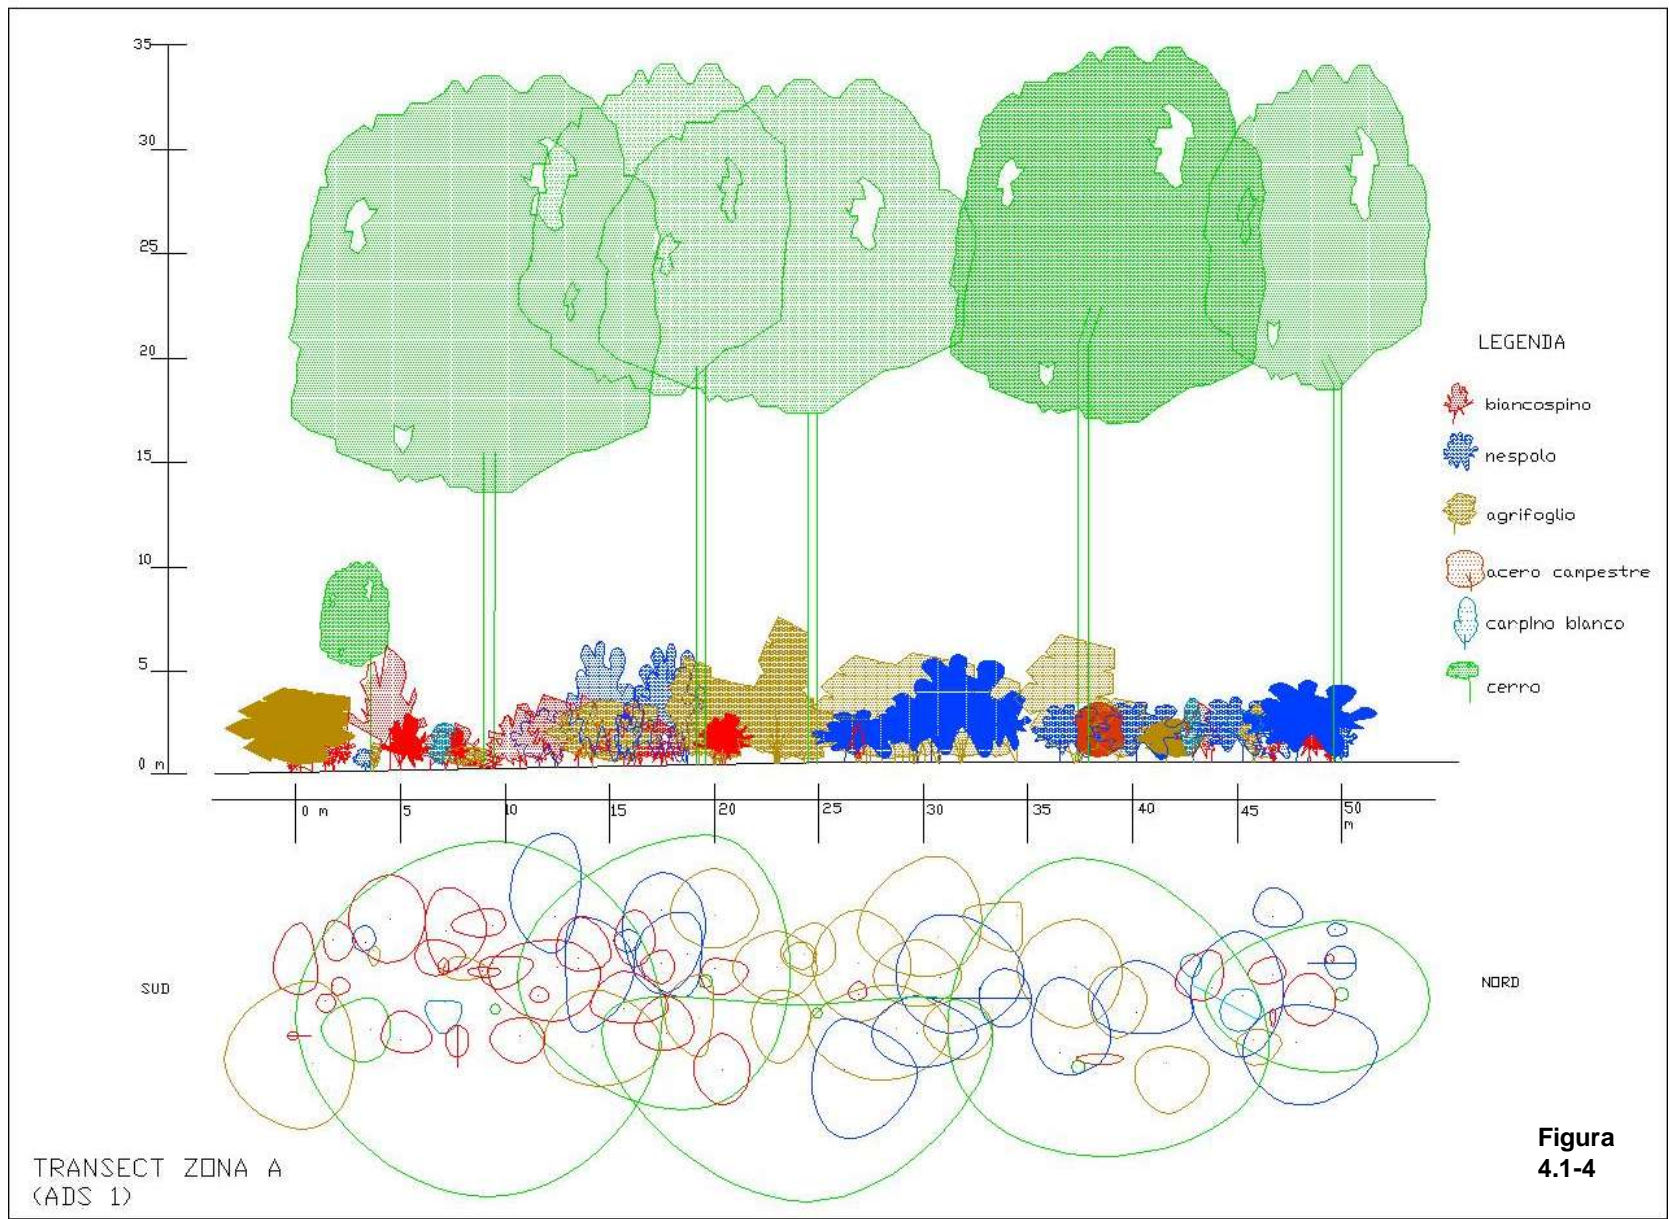 35
30
25
20
15
10
5
0 m
LEGENDA
biancospino
nespolo
agrifoglio
acero campestre
carpino bianco
cerro
0 m 5 10 15 20 25 30 35 40 45 50
m
SUD
NORD
TRANSECT ZONA A
(ADS 1)
Figura
4.1-4